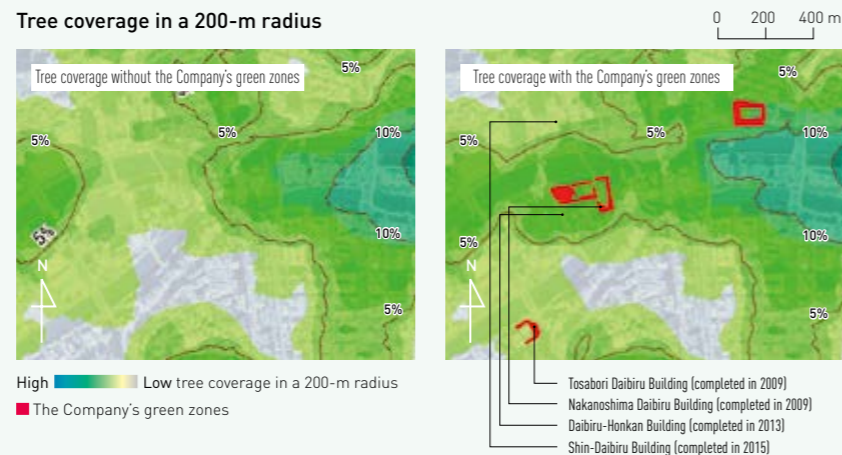 Tree coverage in a 200-m radius
0 200 400 m
Tree coverage without the Company's green zones
5%
5%
5%
10%
5%
10%
5%
N
Tree coverage with the Company's green zones
5%
5%
10%
5%
10%
5%
N
High Low tree coverage in a 200-m radius
The Company's green zones
Tosabori Daibiru Building (completed in 2009)
Nakanoshima Daibiru Building (completed in 2009)
Daibiru-Honkan Building (completed in 2013)
Shin-Daibiru Building (completed in 2015)